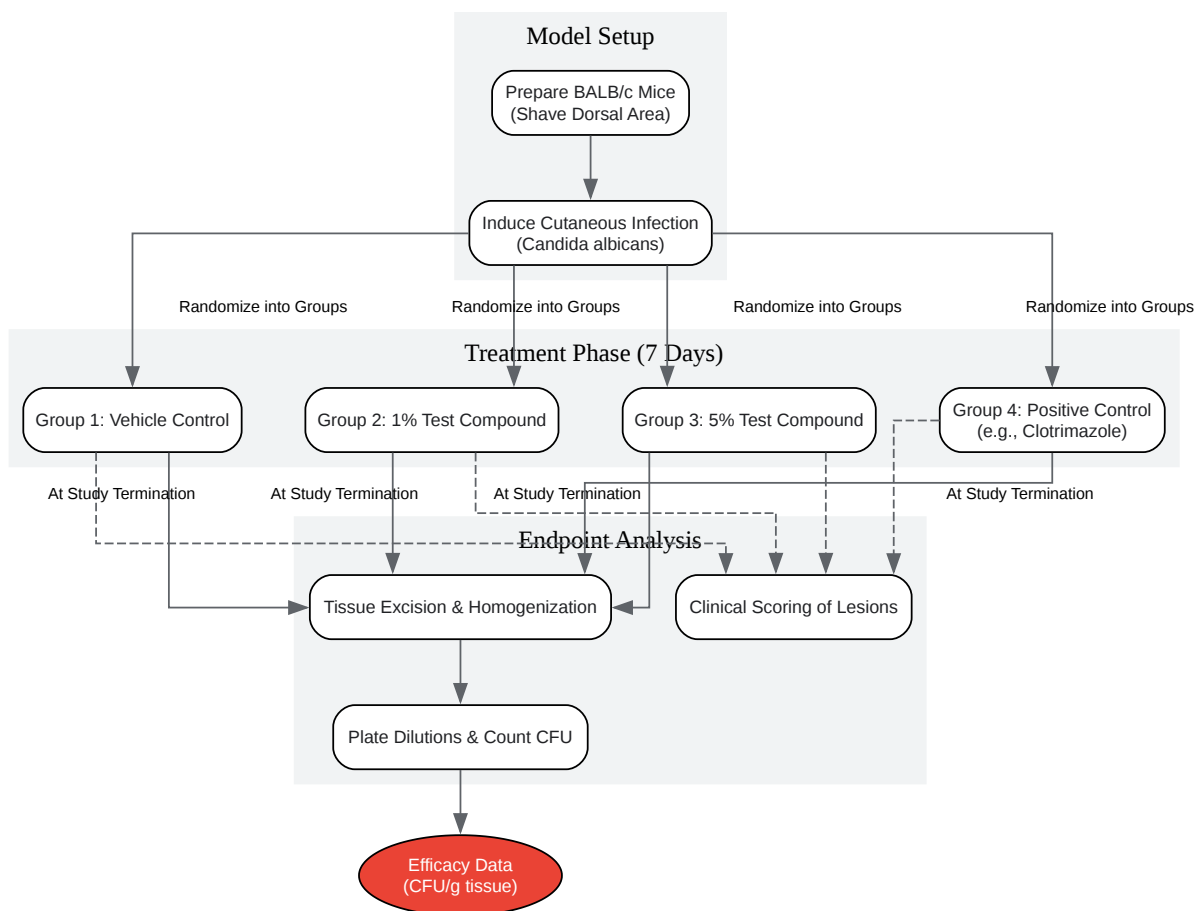 Model Setup
Prepare BALB/c Mice
(Shave Dorsal Area)
Induce Cutaneous Infection
(Candida albicans)
Randomize into Groups
Randomize into Groups
Randomize into Groups
Randomize into Groups
Treatment Phase (7 Days)
Group 1: Vehicle Control
Group 2: 1% Test Compound
Group 3: 5% Test Compound
Group 4: Positive Control
(e.g., Clotrimazole)
At Study Termination
At Study Termination
At Study Termination
At Study Termination
Endpoint Analysis
Tissue Excision & Homogenization
Clinical Scoring of Lesions
Plate Dilutions & Count CFU
Efficacy Data
(CFU/g tissue)